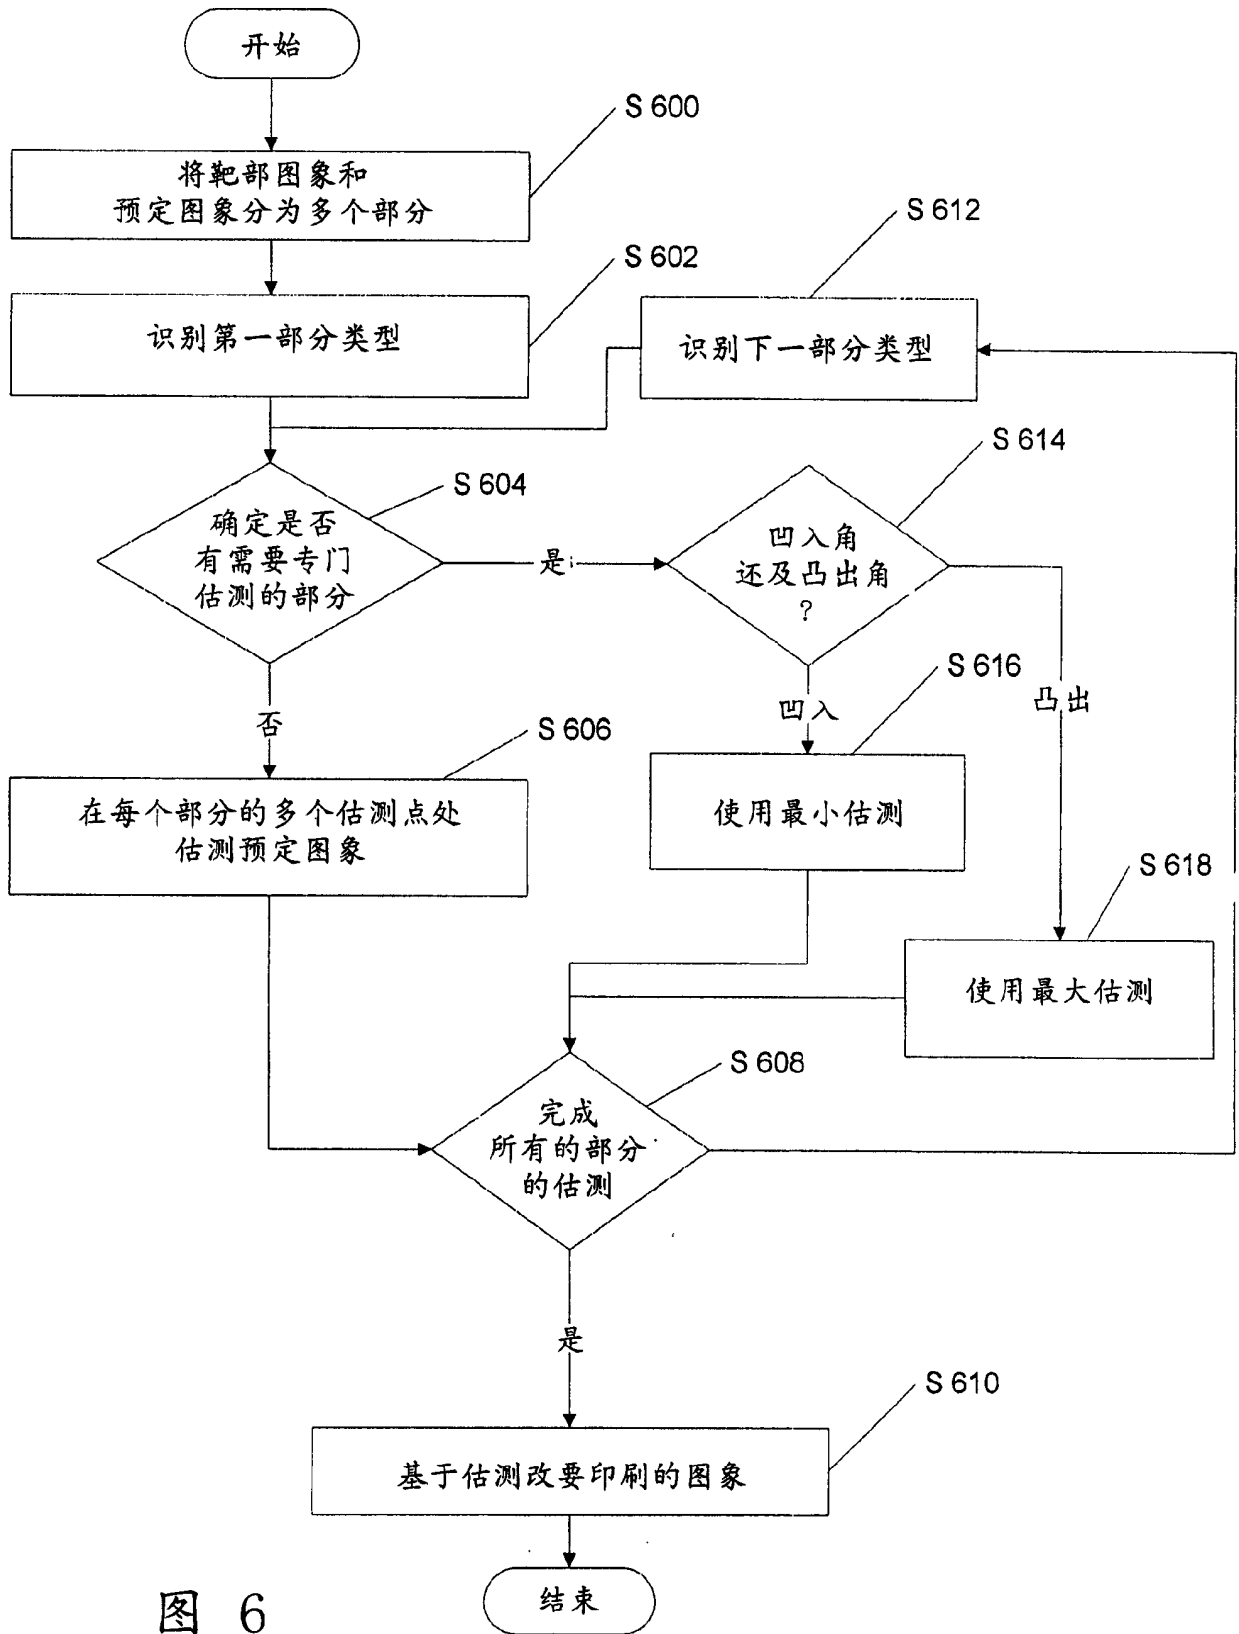 开始
S 600
将靶部图象和
预定图象分为多个部分
S 612
S 602
识别第一部分类型
识别下一部分类型
S 614
S 604
确定是否
有需要专门
估测的部分
是
凹入角
还及凸出角
?
S 616
凹入
凸出
否
S 606
在每个部分的多个估测点处
估测预定图象
使用最小估测
S 618
使用最大估测
S 608
完成
所有的部分
的估测
是
S 610
基于估测改要印刷的图象
结束
图 6